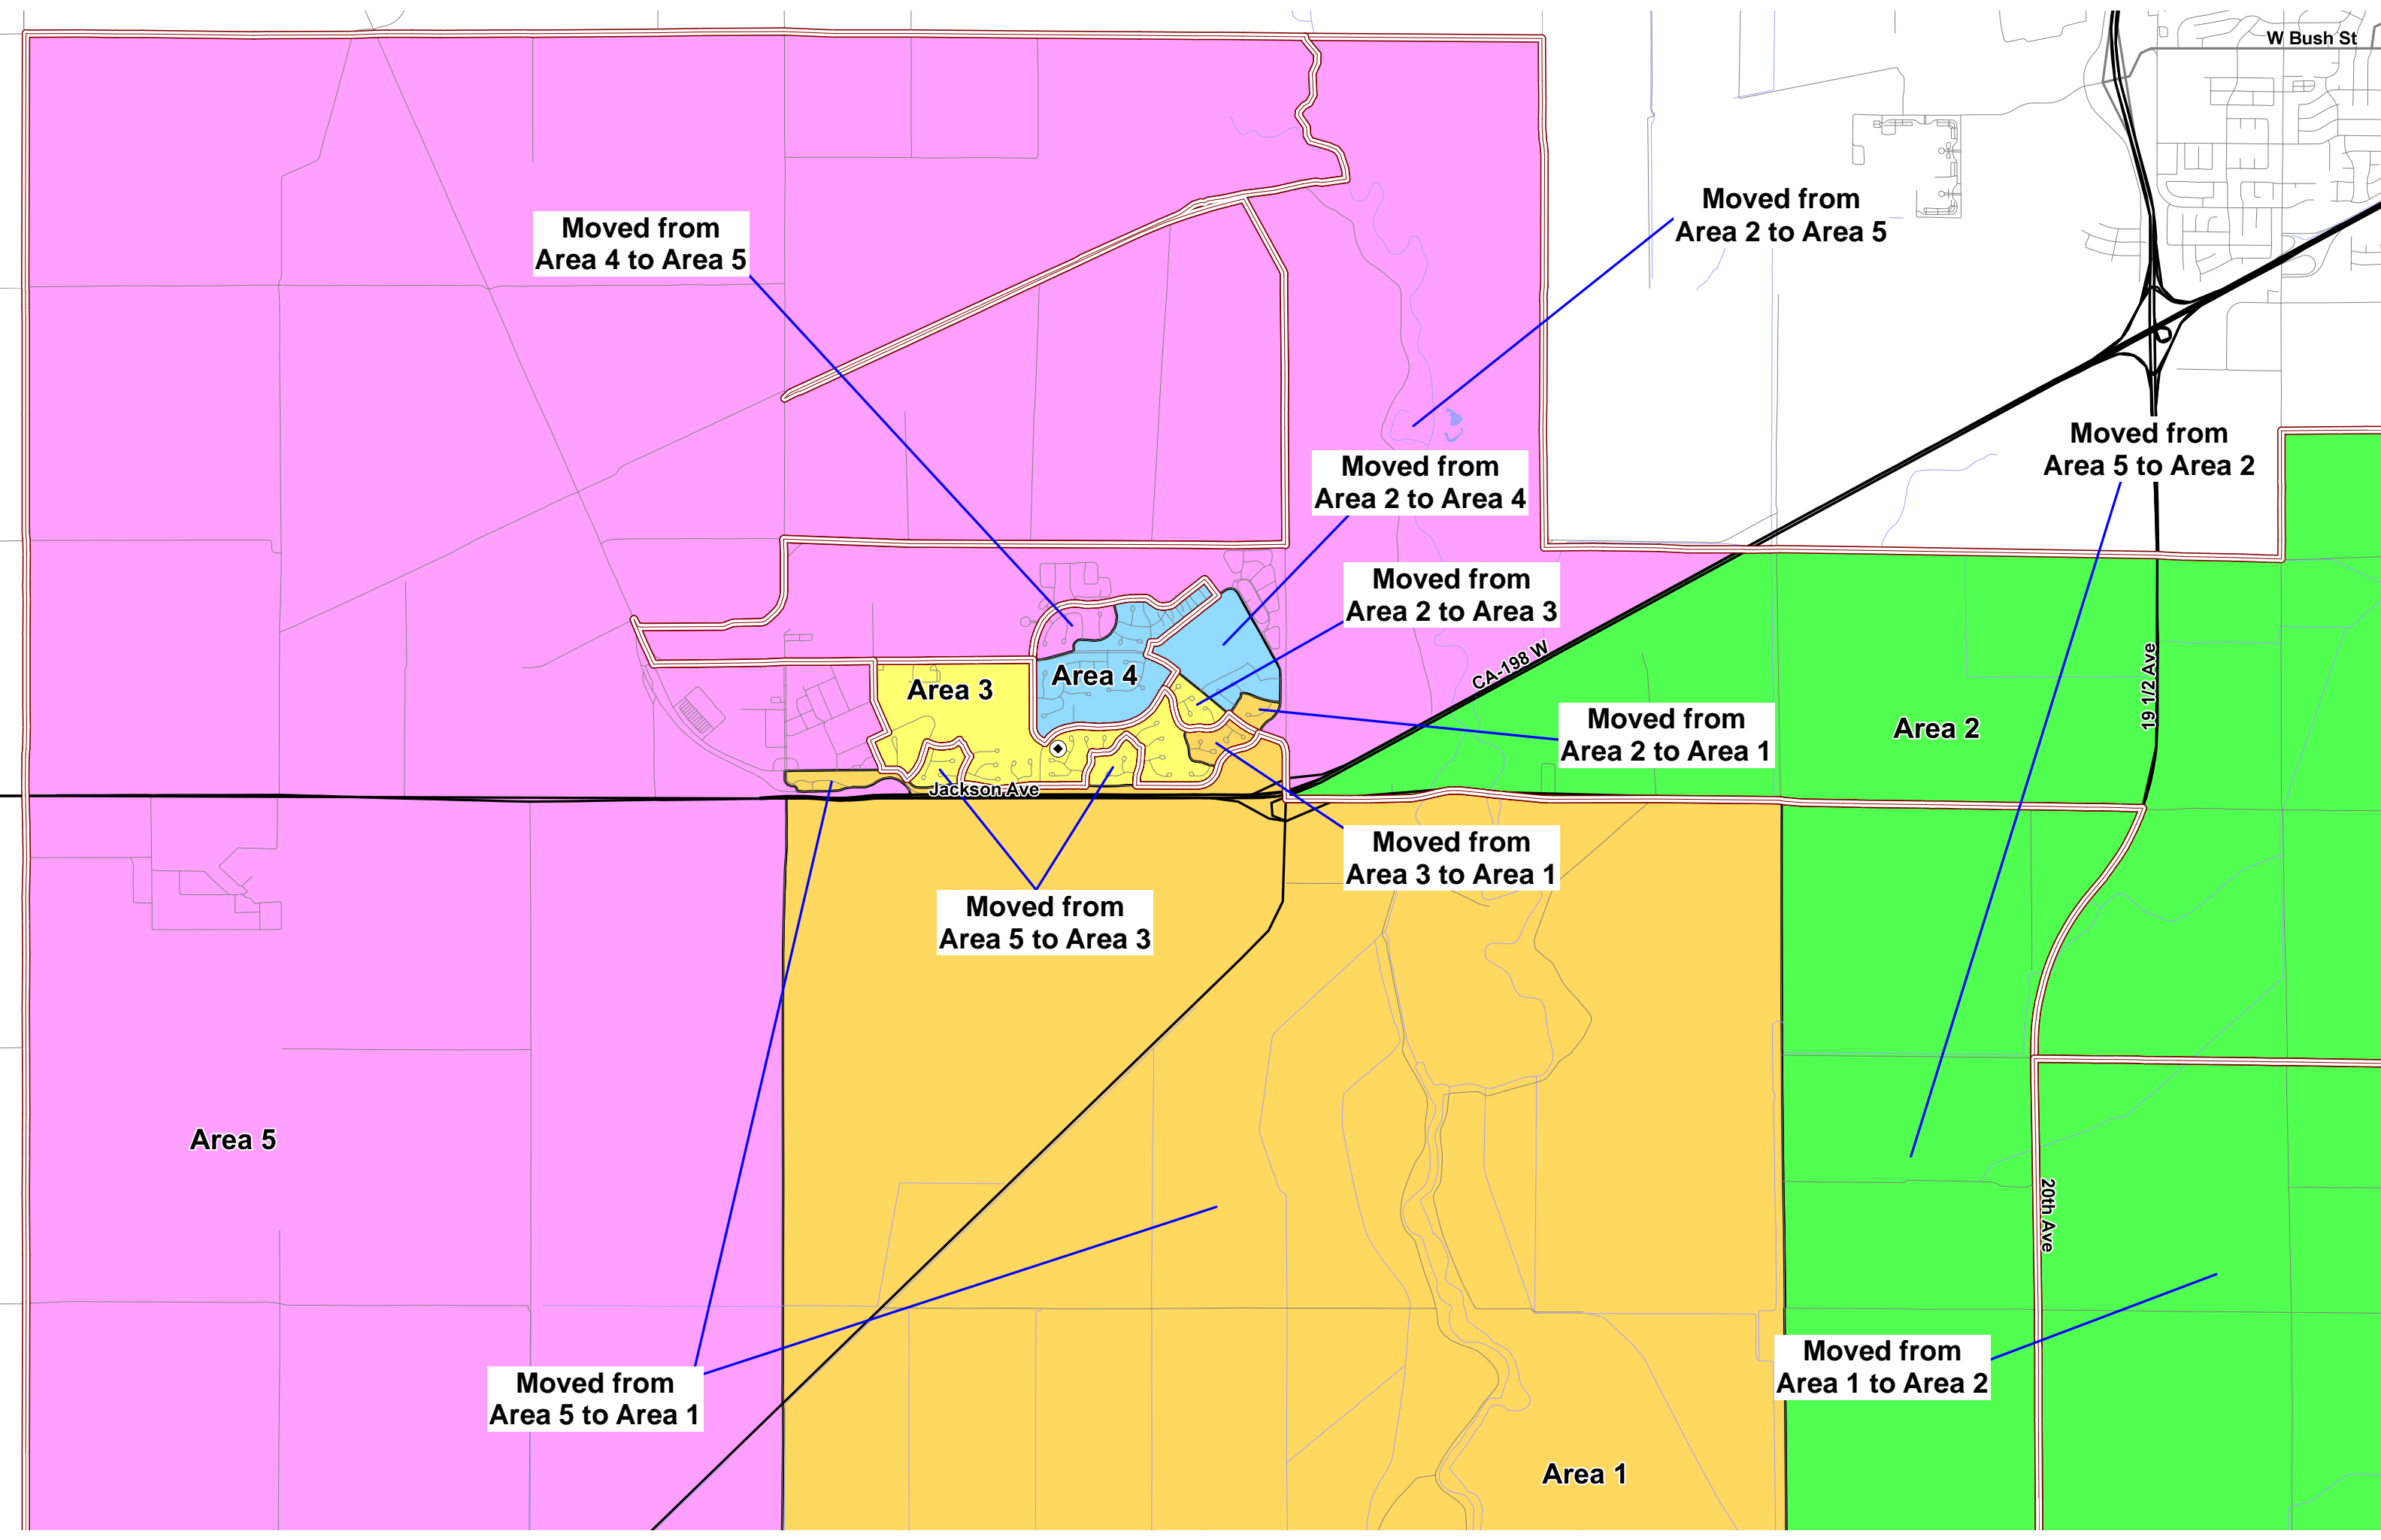 W Bush St
Moved from
Area 2 to Area 5
Moved from
Area 4 to Area 5
Moved from
Area 5 to Area 2
Moved from
Area 2 to Area 4
Moved from
Area 2 to Area 3
CA-198 W
19 1/2 Ave
Area 3
Area 4
Area 2
Moved from
Area 2 to Area 1
Jackson Ave
Moved from
Area 3 to Area 1
Moved from
Area 5 to Area 3
Area 5
20th Ave
Moved from
Area 1 to Area 2
Moved from
Area 5 to Area 1
Area 1